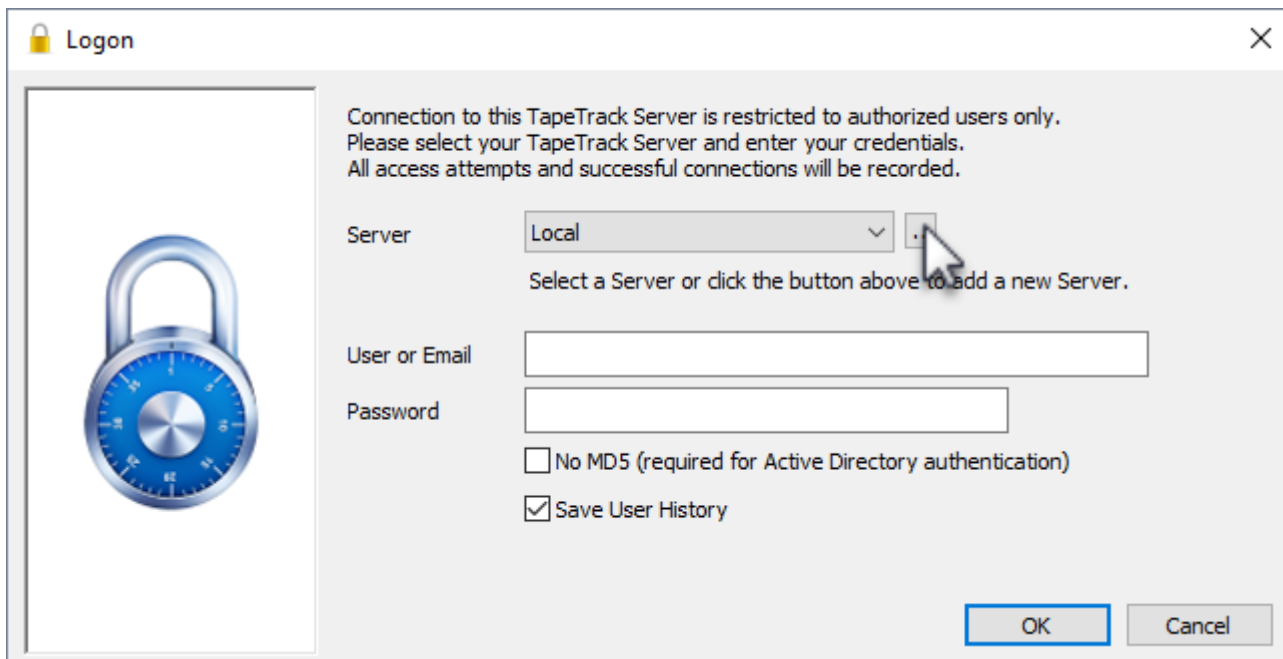 Logon
Connection to this TapeTrack Server is restricted to authorized users only.
Please select your TapeTrack Server and enter your credentials.
All access attempts and successful connections will be recorded.
Server
Local
Select a Server or click the button above to add a new Server.
User or Email
Password
No MD5 (required for Active Directory authentication)
Save User History
OK
Cancel